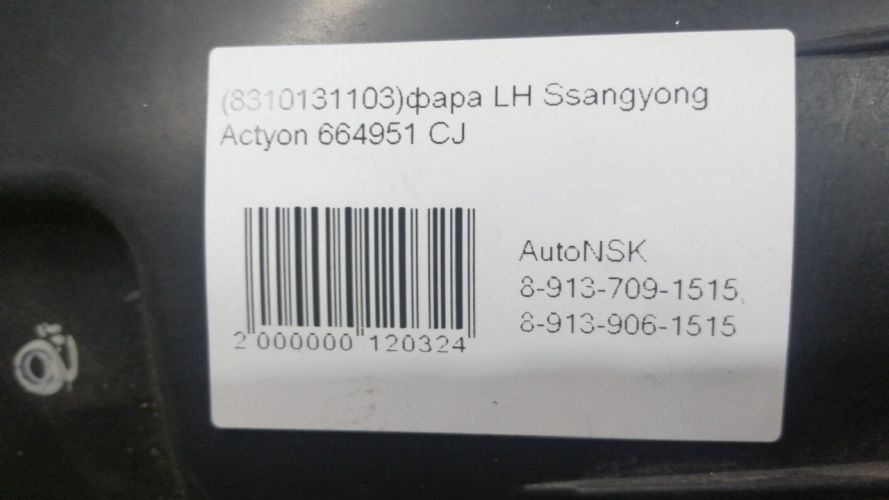 (8310131103)фара LH Ssangyong
Actyon 664951 CJ
AutoNSK
8-913-709-1515,
8-913-906-1515
2 000000 120324